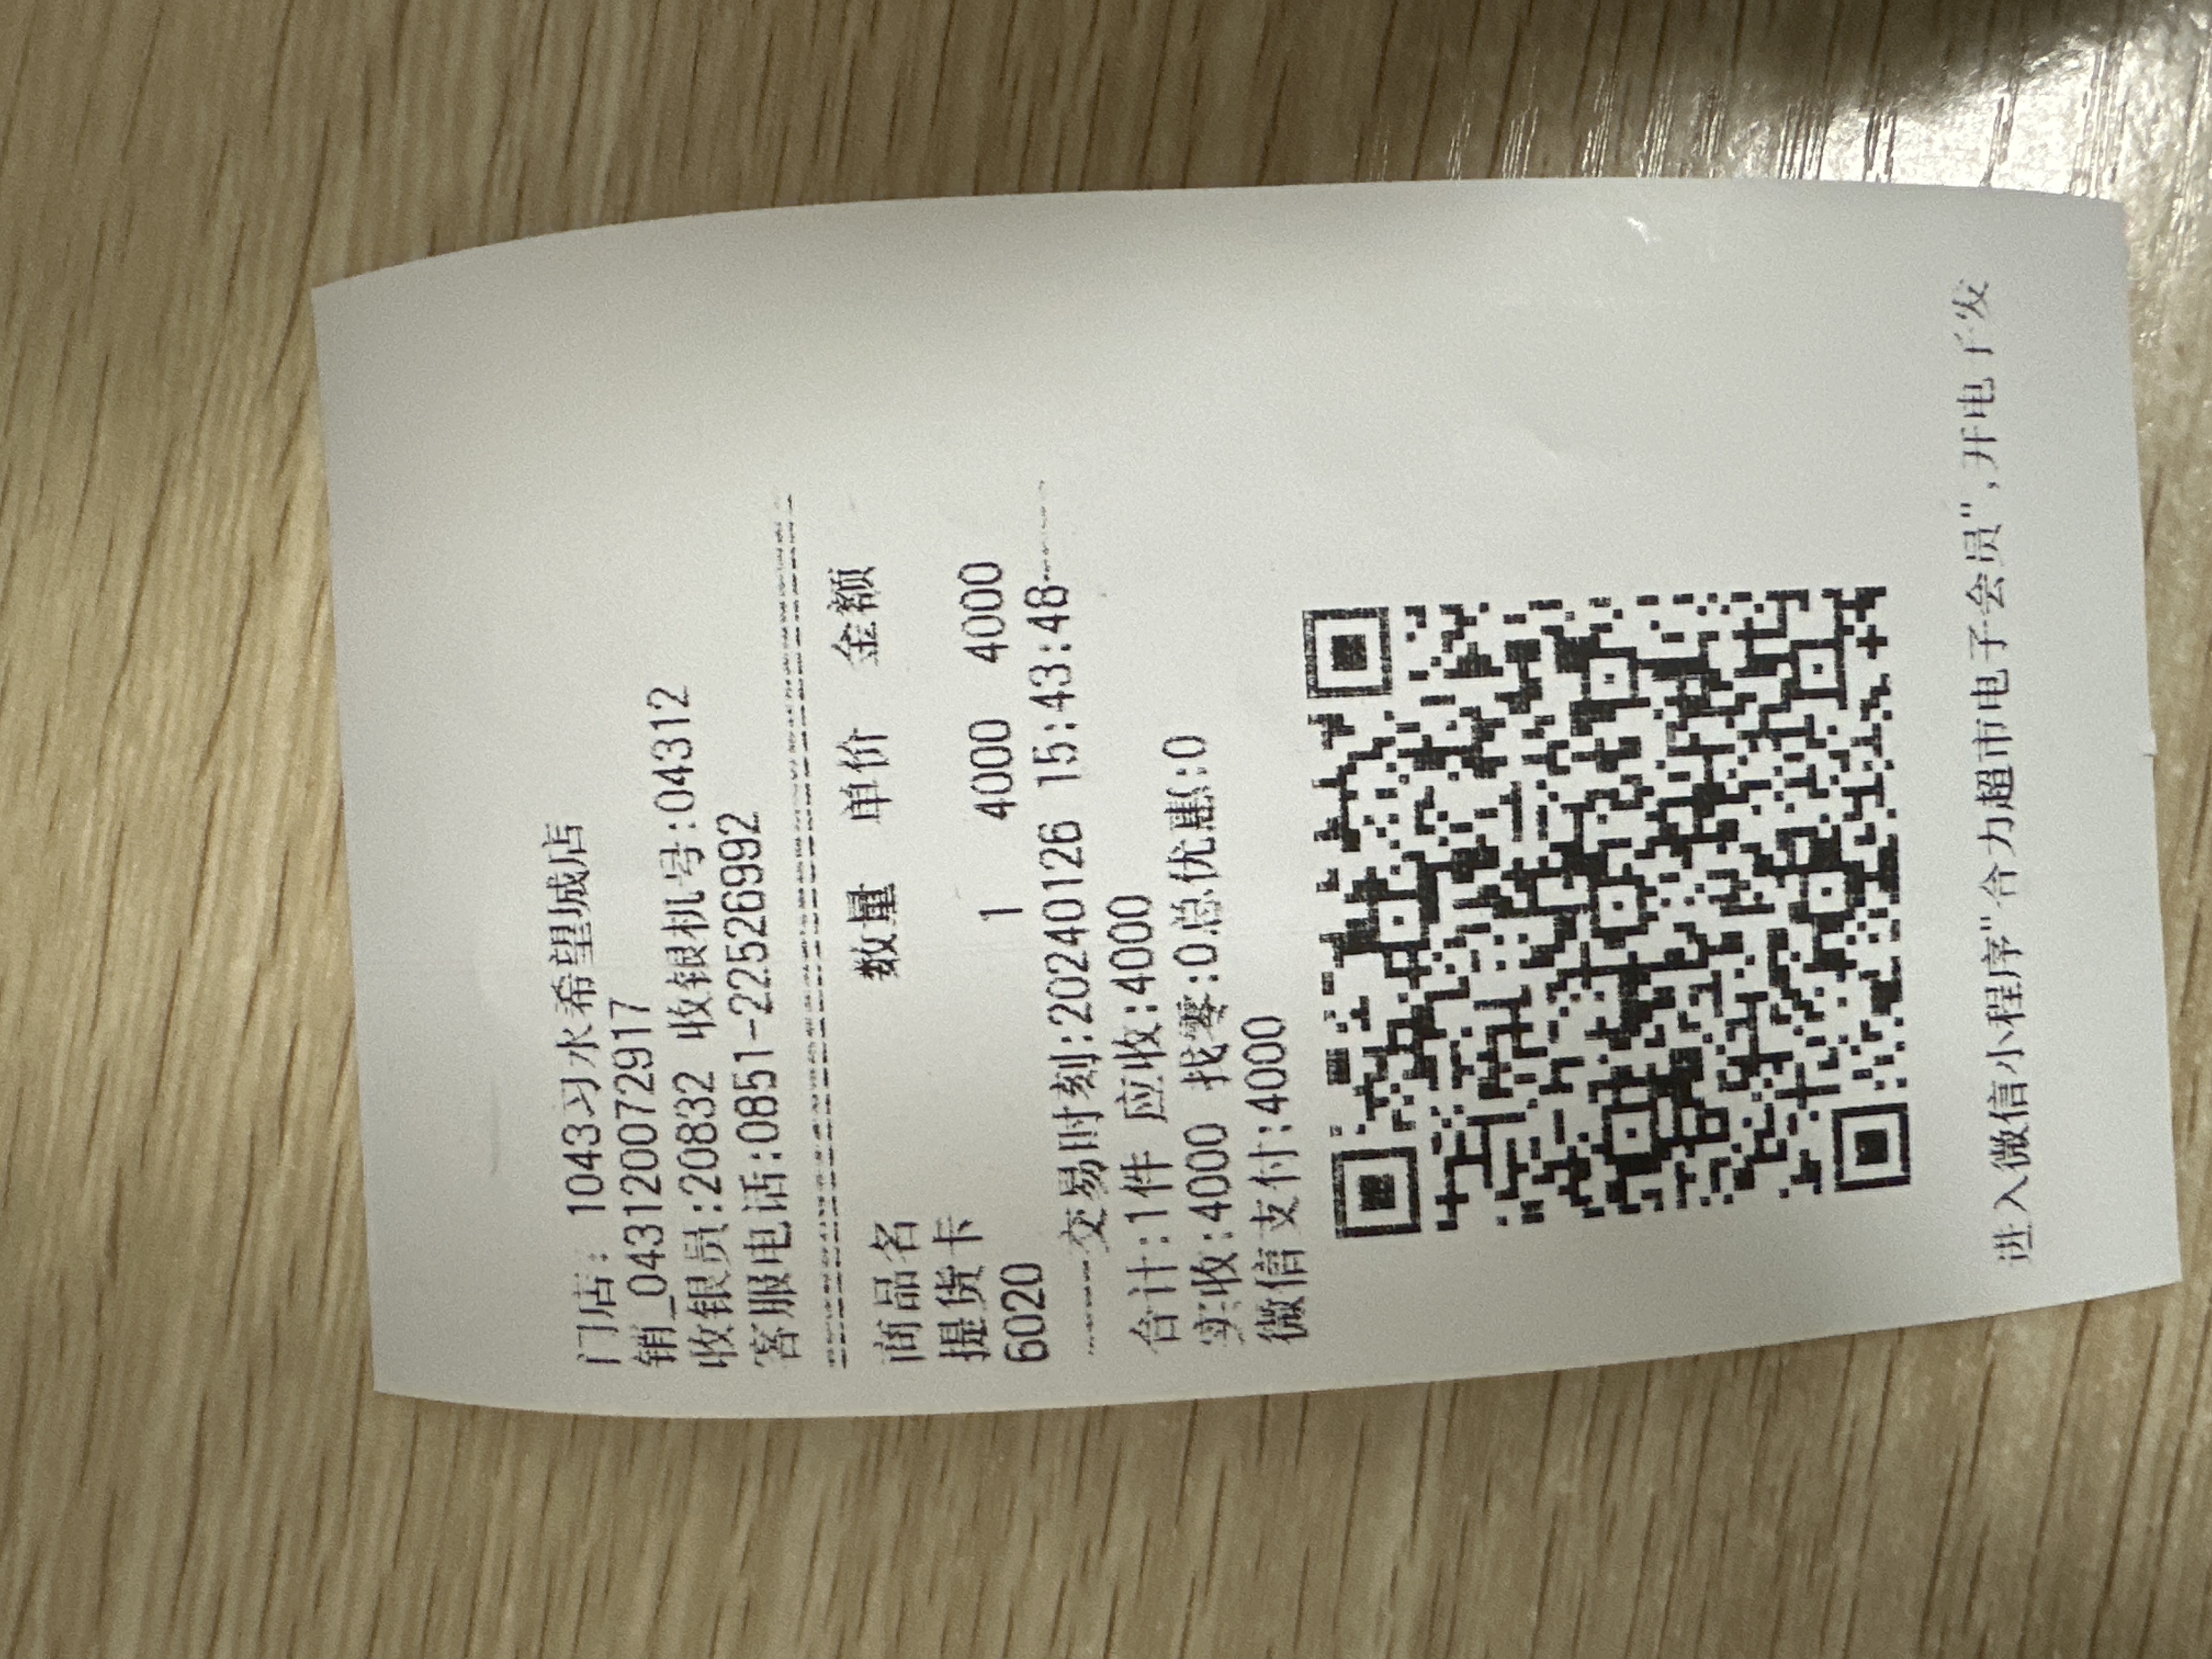 门店: 1043习水希望城店
销_043120072917
收银员:20832 收银机号:04312
客服电话:0851-22526992
商品名 数量 单价 金额
提货卡
6020 1 4000 4000
-----交易时刻:20240126 15:43:48-----
合计:1件 应收:4000
实收:4000 找零:0总优惠:0
微信支付:4000
进入微信小程序"合力超市电子会员",开电子发